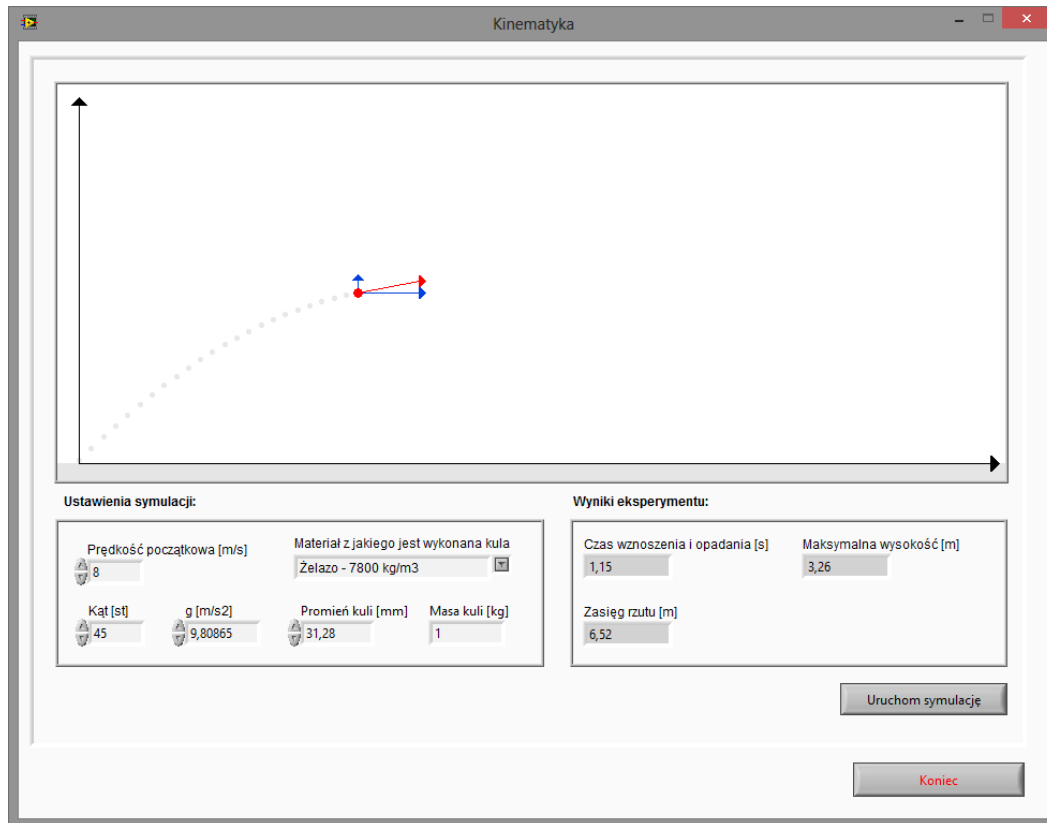 Kinematyka
Ustawienia symulacji:
Prędkość początkowa [m/s]
8
Materiał z jakiego jest wykonana kula
Żelazo - 7800 kg/m3
Kąt [st]
45
g [m/s2]
9,80865
Promień kuli [mm]
31,28
Masa kuli [kg]
1
Wyniki eksperymentu:
Czas wznoszenia i opadania [s]
1,15
Maksymalna wysokość [m]
3,26
Zasięg rzutu [m]
6,52
Uruchom symulację
Koniec